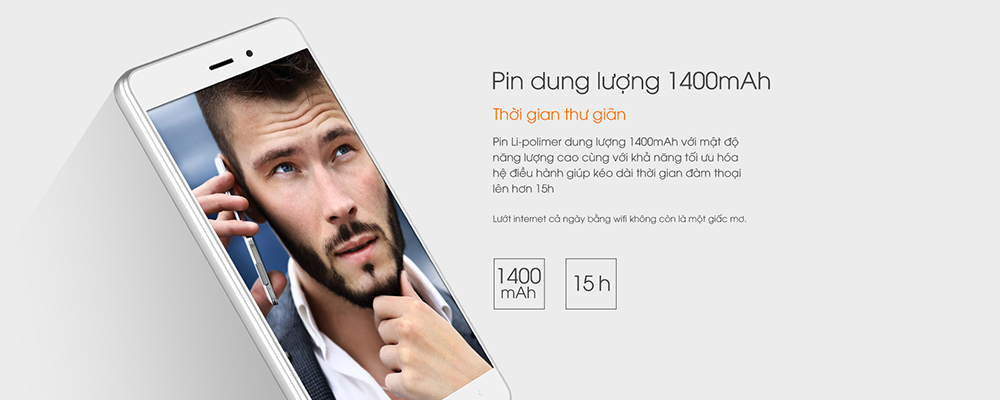 Pin dung lượng 1400mAh
Thời gian thư giãn
Pin Li-polimer dung lượng 1400mAh với mật độ
năng lượng cao cùng với khả năng tối ưu hóa
hệ điều hành giúp kéo dài thời gian đàm thoại
lên hơn 15h
Lướt internet cả ngày bằng wifi không còn là một giấc mơ.
1400
mAh
15h